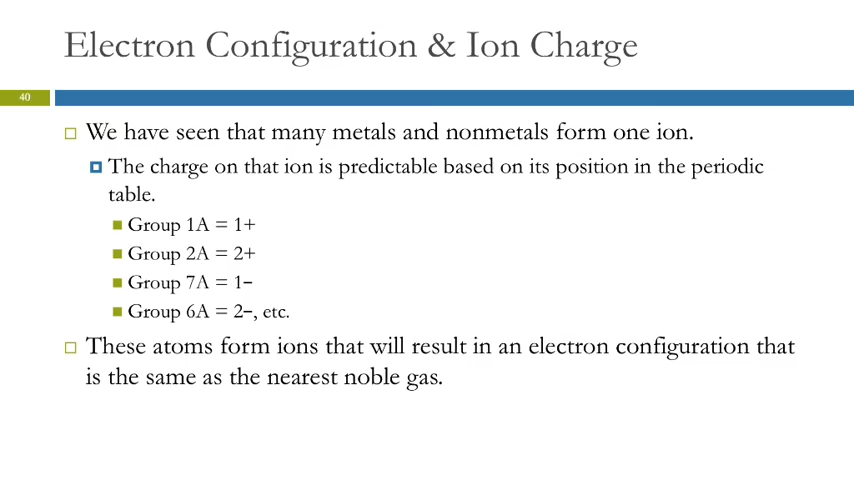 Electron Configuration & Ion Charge
40
We have seen that many metals and nonmetals form one ion.
The charge on that ion is predictable based on its position in the periodic
table.
Group 1A = 1+
Group 2A = 2+
Group 7A = 1−
Group 6A = 2−, etc.
These atoms form ions that will result in an electron configuration that
is the same as the nearest noble gas.